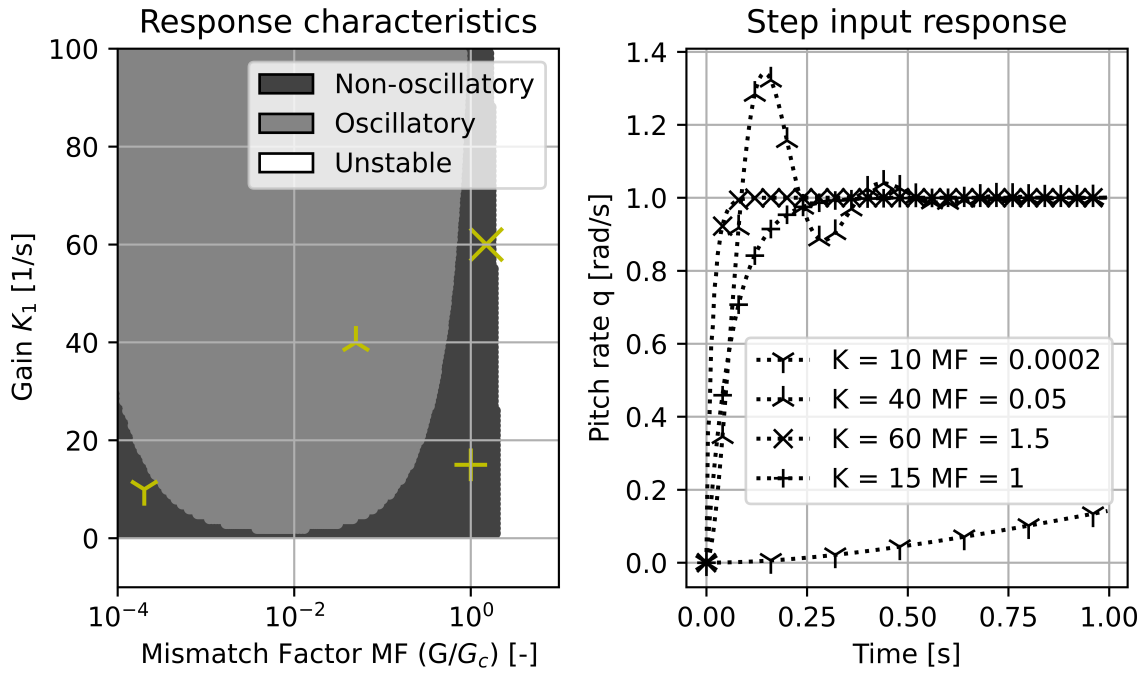 Response characteristics
Gain K₁ [1/s]
100
80
60
40
20
0
Non-oscillatory
Oscillatory
Unstable
10⁻⁴
10⁻²
10⁰
Mismatch Factor MF (G/G_c) [-]
Step input response
Pitch rate q [rad/s]
1.4
1.2
1.0
0.8
0.6
0.4
0.2
0.0
K = 10 MF = 0.0002
K = 40 MF = 0.05
K = 60 MF = 1.5
K = 15 MF = 1
0.00
0.25
0.50
0.75
1.00
Time [s]